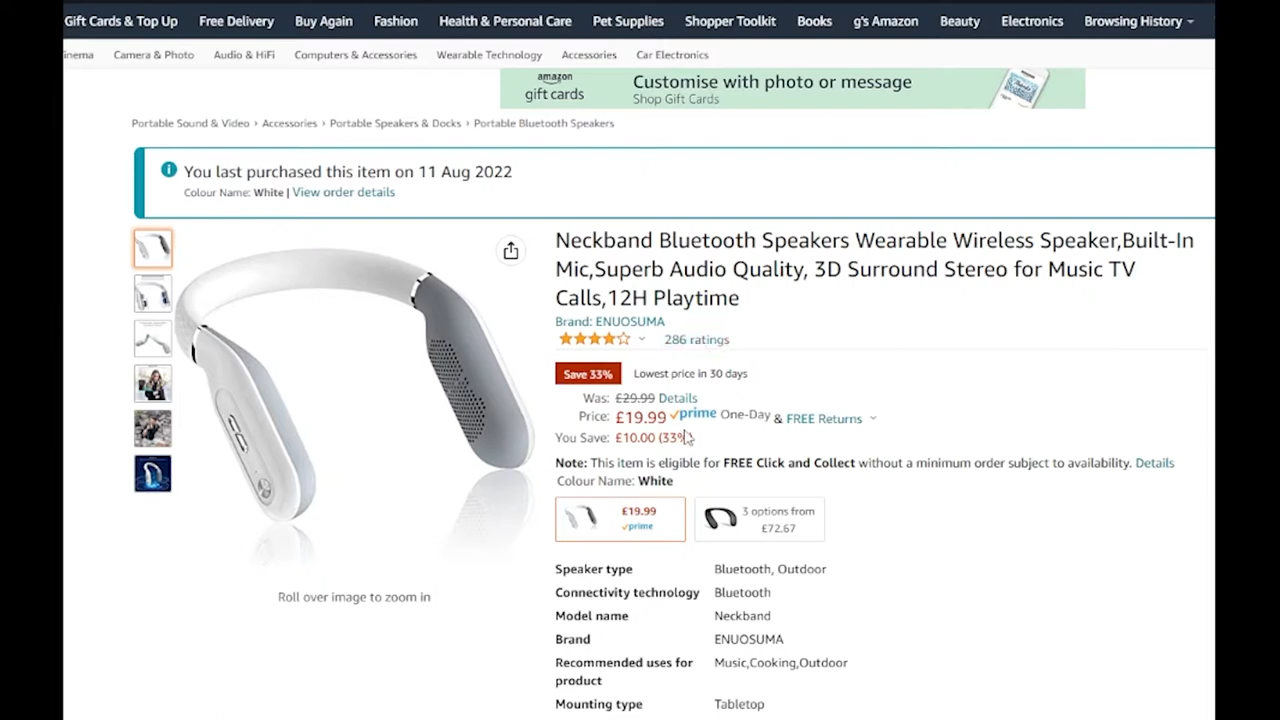 Gift Cards & Top Up Free Delivery Buy Again Fashion Health & Personal Care Pet Supplies Shopper Toolkit Books g's Amazon Beauty Electronics Browsing History
Camera & Photo Audio & HiFi Computers & Accessories Wearable Technology Accessories Car Electronics
amazon
gift cards
Customise with photo or message
Shop Gift Cards
Portable Sound & Video › Accessories › Portable Speakers & Docks › Portable Bluetooth Speakers
You last purchased this item on 11 Aug 2022
Colour Name: White | View order details
Neckband Bluetooth Speakers Wearable Wireless Speaker,Built-In
Mic,Superb Audio Quality, 3D Surround Stereo for Music TV
Calls,12H Playtime
Brand: ENUOSUMA
286 ratings
Save 33% Lowest price in 30 days
Was: £29.99 Details
Price: £19.99 prime One-Day & FREE Returns
You Save: £10.00 (33%)
Note: This item is eligible for FREE Click and Collect without a minimum order subject to availability. Details
Colour Name: White
£19.99
prime
3 options from
£72.67
Roll over image to zoom in
Speaker type Bluetooth, Outdoor
Connectivity technology Bluetooth
Model name Neckband
Brand ENUOSUMA
Recommended uses for product Music,Cooking,Outdoor
Mounting type Tabletop